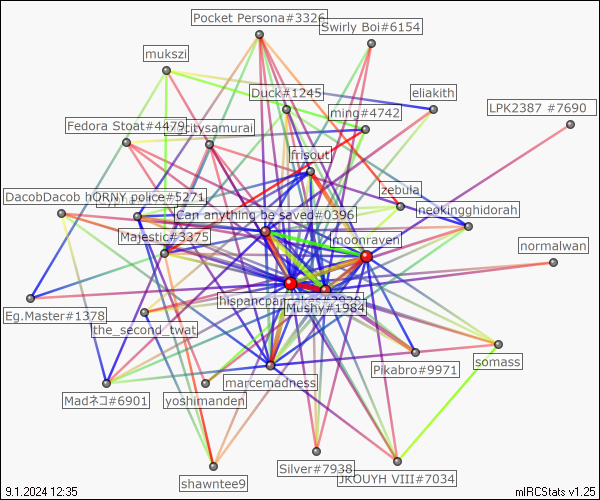 Pocket Persona#3326
Swirly Boi#6154
mukszi
Duck#1245
eliakith
ming#4742
LPK2387 #7690
Fedora Stoat#4479
frisout
zebula
DacobDacob
hORNY police#5271
Can anything be saved#0396
neokingghidorah
Majestic#3375
moonraven
normalwan
Mushy#1984
Eg.Master#1378
the_second_twat
Pikabro#9971
somass
marcemadness
Madネコ#6901
yoshimanden
Silver#7938
JKOUYH VIII#7034
shawntee9
9.1.2024 12:35
mIRCStats v1.25